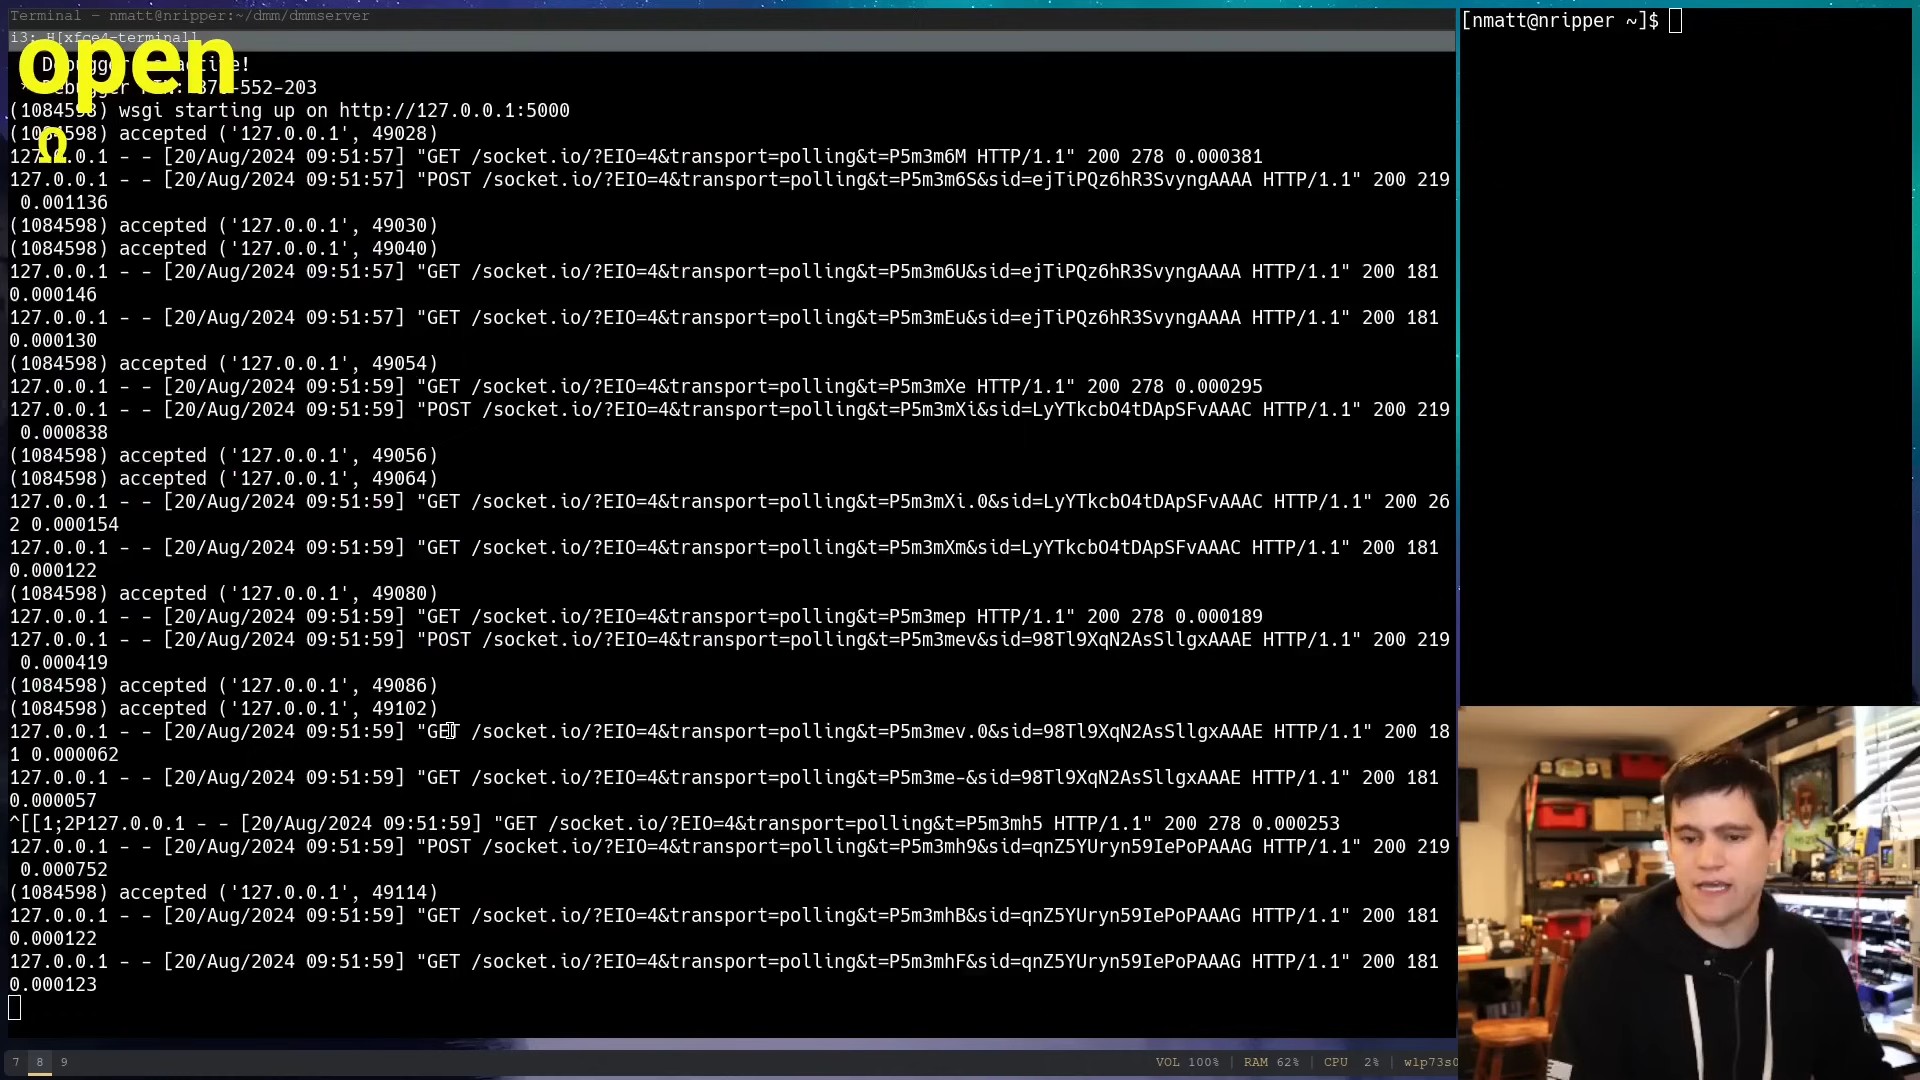 Terminal - nmatt@nripper:~/dmm/dmmserver
i3: H[xfce4-terminal]
open
Ω
wsgi starting up on http://127.0.0.1:5000
(1084598) accepted ('127.0.0.1', 49028)
127.0.0.1 - - [20/Aug/2024 09:51:57] "GET /socket.io/?EIO=4&transport=polling&t=P5m3m6M HTTP/1.1" 200 278 0.000381
127.0.0.1 - - [20/Aug/2024 09:51:57] "POST /socket.io/?EIO=4&transport=polling&t=P5m3m6S&sid=ejTiPQz6hR3SvyngAAAA HTTP/1.1" 200 219
0.001136
(1084598) accepted ('127.0.0.1', 49030)
(1084598) accepted ('127.0.0.1', 49040)
127.0.0.1 - - [20/Aug/2024 09:51:57] "GET /socket.io/?EIO=4&transport=polling&t=P5m3m6U&sid=ejTiPQz6hR3SvyngAAAA HTTP/1.1" 200 181
0.000146
127.0.0.1 - - [20/Aug/2024 09:51:57] "GET /socket.io/?EIO=4&transport=polling&t=P5m3mEu&sid=ejTiPQz6hR3SvyngAAAA HTTP/1.1" 200 181
0.000130
(1084598) accepted ('127.0.0.1', 49054)
127.0.0.1 - - [20/Aug/2024 09:51:59] "GET /socket.io/?EIO=4&transport=polling&t=P5m3mXe HTTP/1.1" 200 278 0.000295
127.0.0.1 - - [20/Aug/2024 09:51:59] "POST /socket.io/?EIO=4&transport=polling&t=P5m3mXi&sid=LyYTkcbO4tDApSFvAAAC HTTP/1.1" 200 219
0.000838
(1084598) accepted ('127.0.0.1', 49056)
(1084598) accepted ('127.0.0.1', 49064)
127.0.0.1 - - [20/Aug/2024 09:51:59] "GET /socket.io/?EIO=4&transport=polling&t=P5m3mXi.0&sid=LyYTkcbO4tDApSFvAAAC HTTP/1.1" 200 26
2 0.000154
127.0.0.1 - - [20/Aug/2024 09:51:59] "GET /socket.io/?EIO=4&transport=polling&t=P5m3mXm&sid=LyYTkcbO4tDApSFvAAAC HTTP/1.1" 200 181
0.000122
(1084598) accepted ('127.0.0.1', 49080)
127.0.0.1 - - [20/Aug/2024 09:51:59] "GET /socket.io/?EIO=4&transport=polling&t=P5m3mep HTTP/1.1" 200 278 0.000189
127.0.0.1 - - [20/Aug/2024 09:51:59] "POST /socket.io/?EIO=4&transport=polling&t=P5m3mev&sid=98Tl9XqN2AsSllgxAAAE HTTP/1.1" 200 219
0.000419
(1084598) accepted ('127.0.0.1', 49086)
(1084598) accepted ('127.0.0.1', 49102)
127.0.0.1 - - [20/Aug/2024 09:51:59] "GET /socket.io/?EIO=4&transport=polling&t=P5m3mev.0&sid=98Tl9XqN2AsSllgxAAAE HTTP/1.1" 200 18
1 0.000062
127.0.0.1 - - [20/Aug/2024 09:51:59] "GET /socket.io/?EIO=4&transport=polling&t=P5m3me-&sid=98Tl9XqN2AsSllgxAAAE HTTP/1.1" 200 181
0.000057
^[[1;2P127.0.0.1 - - [20/Aug/2024 09:51:59] "GET /socket.io/?EIO=4&transport=polling&t=P5m3mh5 HTTP/1.1" 200 278 0.000253
127.0.0.1 - - [20/Aug/2024 09:51:59] "POST /socket.io/?EIO=4&transport=polling&t=P5m3mh9&sid=qnZ5YUryn59IePoPAAAG HTTP/1.1" 200 219
0.000752
(1084598) accepted ('127.0.0.1', 49114)
127.0.0.1 - - [20/Aug/2024 09:51:59] "GET /socket.io/?EIO=4&transport=polling&t=P5m3mhB&sid=qnZ5YUryn59IePoPAAAG HTTP/1.1" 200 181
0.000122
127.0.0.1 - - [20/Aug/2024 09:51:59] "GET /socket.io/?EIO=4&transport=polling&t=P5m3mhF&sid=qnZ5YUryn59IePoPAAAG HTTP/1.1" 200 181
0.000123
[nmatt@nripper ~]$
7 8 9
VOL 100% | RAM 62% | CPU 2% | wlp73s0